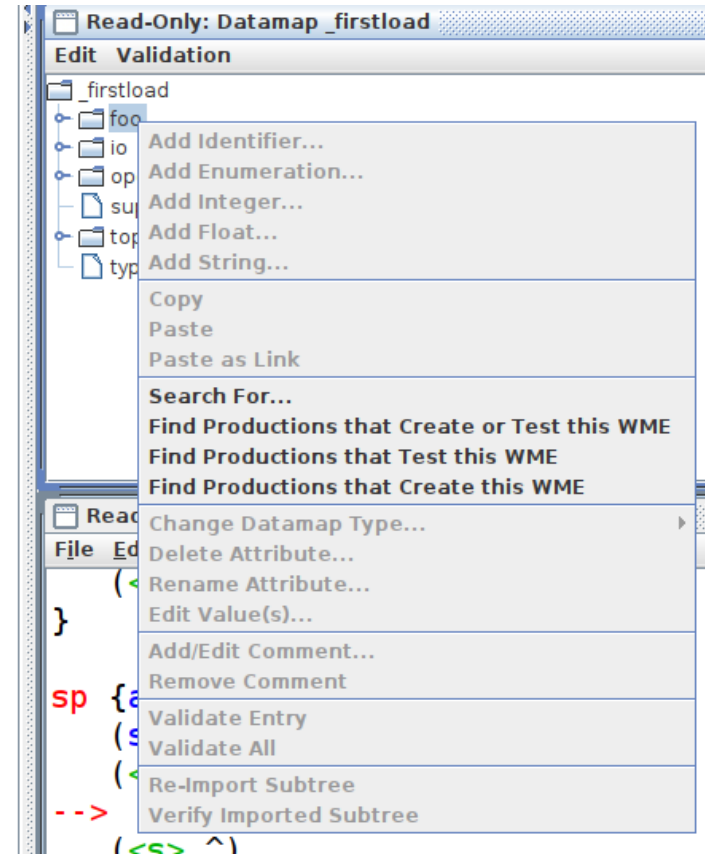 Read-Only: Datamap _firstload
Edit Validation
_firstload
foo
io
op
top
Add Identifier...
Add Enumeration...
Add Integer...
Add Float...
Add String...
Copy
Paste
Paste as Link
Search For...
Find Productions that Create or Test this WME
Find Productions that Test this WME
Find Productions that Create this WME
Change Datamap Type...
Delete Attribute...
Rename Attribute...
Edit Value(s)...
Add/Edit Comment...
Remove Comment
Validate Entry
Validate All
Re-Import Subtree
Verify Imported Subtree
Read
File Ed
(<
}
sp {a
(s
(<
-->
(<s> ^)